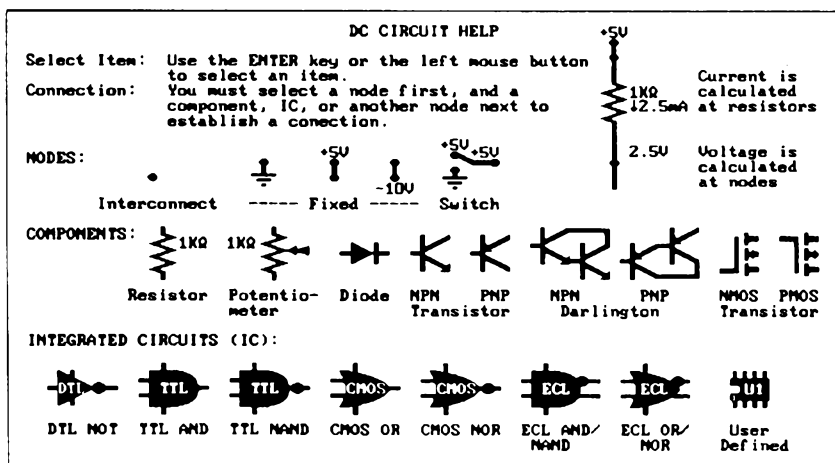 DC CIRCUIT HELP
Select Item: Use the ENTER key or the left mouse button
to select an item.
Connection: You must select a node first, and a
component, IC, or another node next to
establish a conection.
+5V
1KΩ
↓2.5mA
Current is
calculated
at resistors
2.5V
Voltage is
calculated
at nodes
NODES:
+5V
~10V
+5V +5V
Interconnect ----- Fixed ----- Switch
COMPONENTS:
1KΩ 1KΩ
Resistor Potentio- Diode NPN PNP NPN PNP NMOS PMOS
meter Transistor Darlington Transistor
INTEGRATED CIRCUITS (IC):
DTL TTL TTL CMOS CMOS ECL ECL U1
DTL NOT TTL AND TTL NAND CMOS OR CMOS NOR ECL AND/ ECL OR/ User
NAND NOR Defined